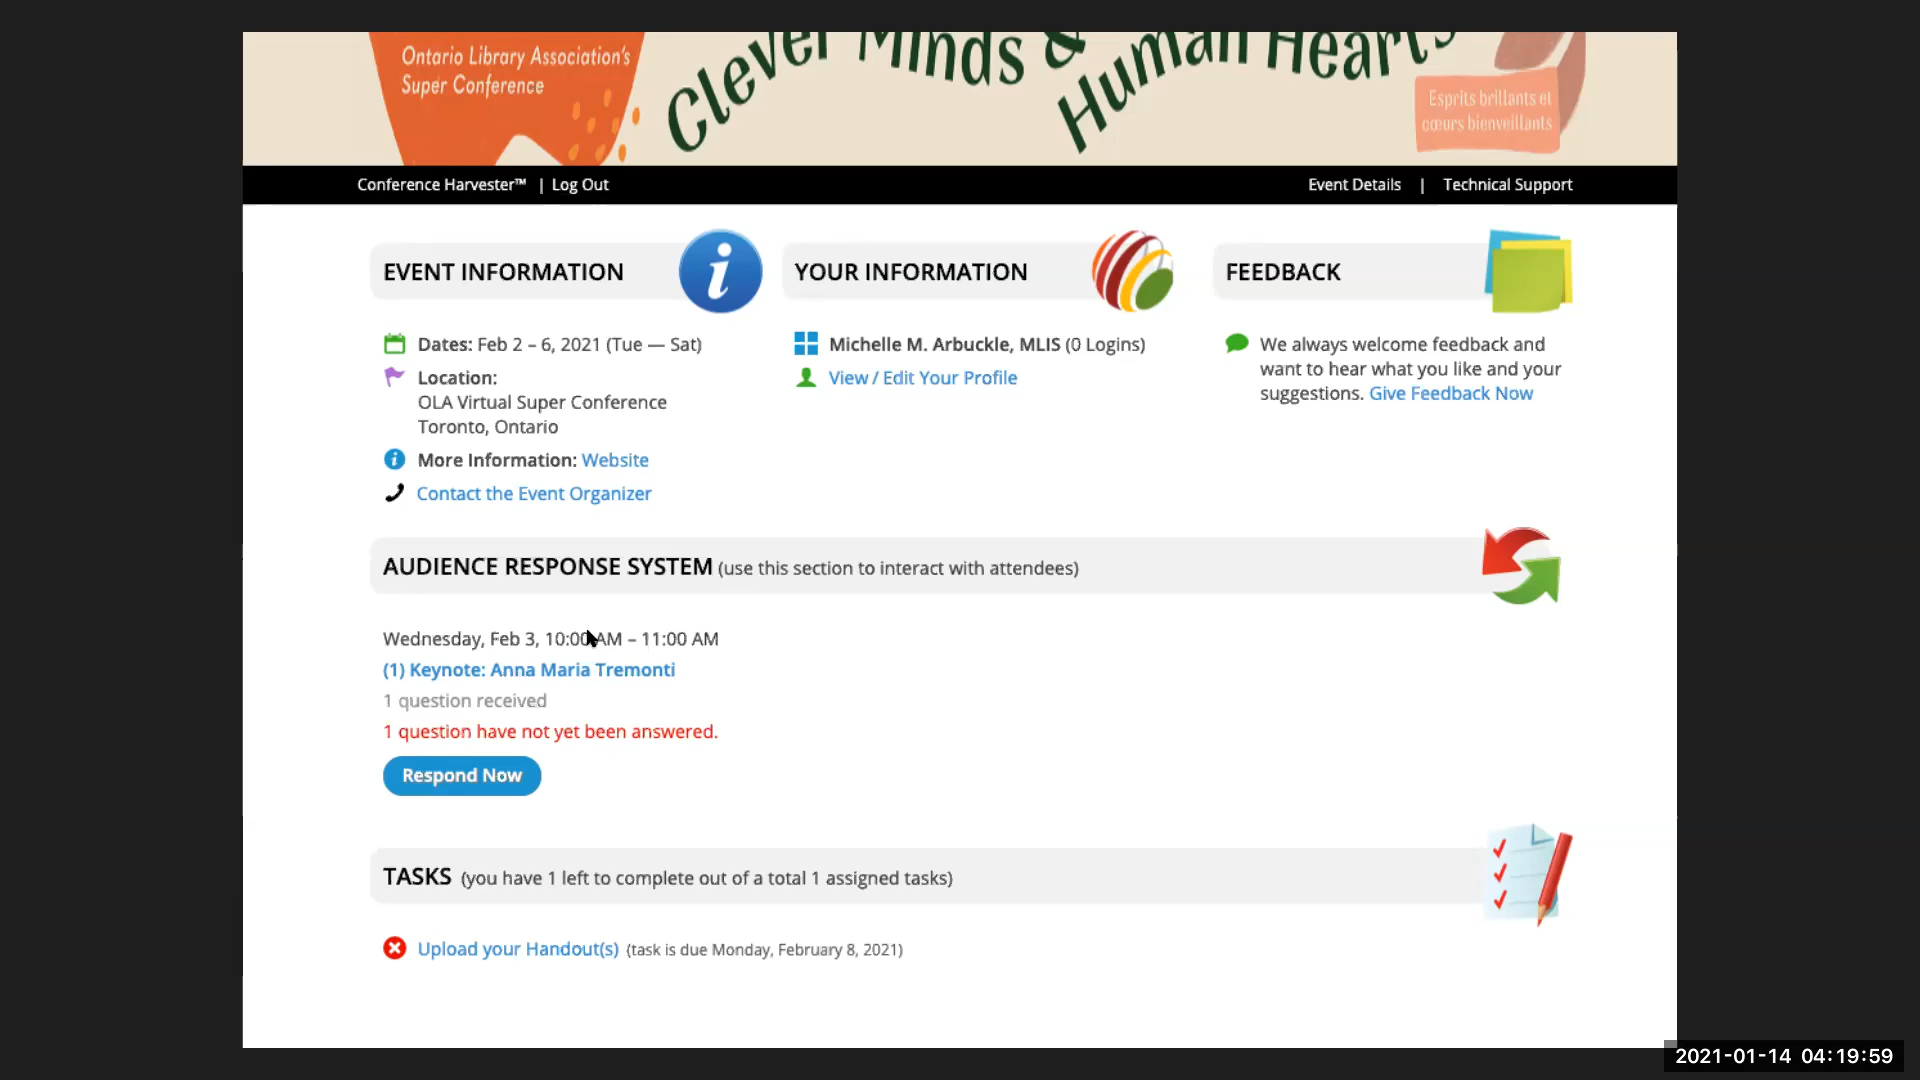 Ontario Library Association's
Super Conference
Clever Minds &
Human Hearts
Esprits brillants et
cœurs bienveillants
Conference Harvester™ | Log Out
Event Details | Technical Support
EVENT INFORMATION
Dates: Feb 2 – 6, 2021 (Tue — Sat)
Location:
OLA Virtual Super Conference
Toronto, Ontario
More Information: Website
Contact the Event Organizer
YOUR INFORMATION
Michelle M. Arbuckle, MLIS (0 Logins)
View / Edit Your Profile
FEEDBACK
We always welcome feedback and
want to hear what you like and your
suggestions. Give Feedback Now
AUDIENCE RESPONSE SYSTEM (use this section to interact with attendees)
Wednesday, Feb 3, 10:00 AM – 11:00 AM
(1) Keynote: Anna Maria Tremonti
1 question received
1 question have not yet been answered.
Respond Now
TASKS (you have 1 left to complete out of a total 1 assigned tasks)
Upload your Handout(s) (task is due Monday, February 8, 2021)
2021-01-14 04:19:59